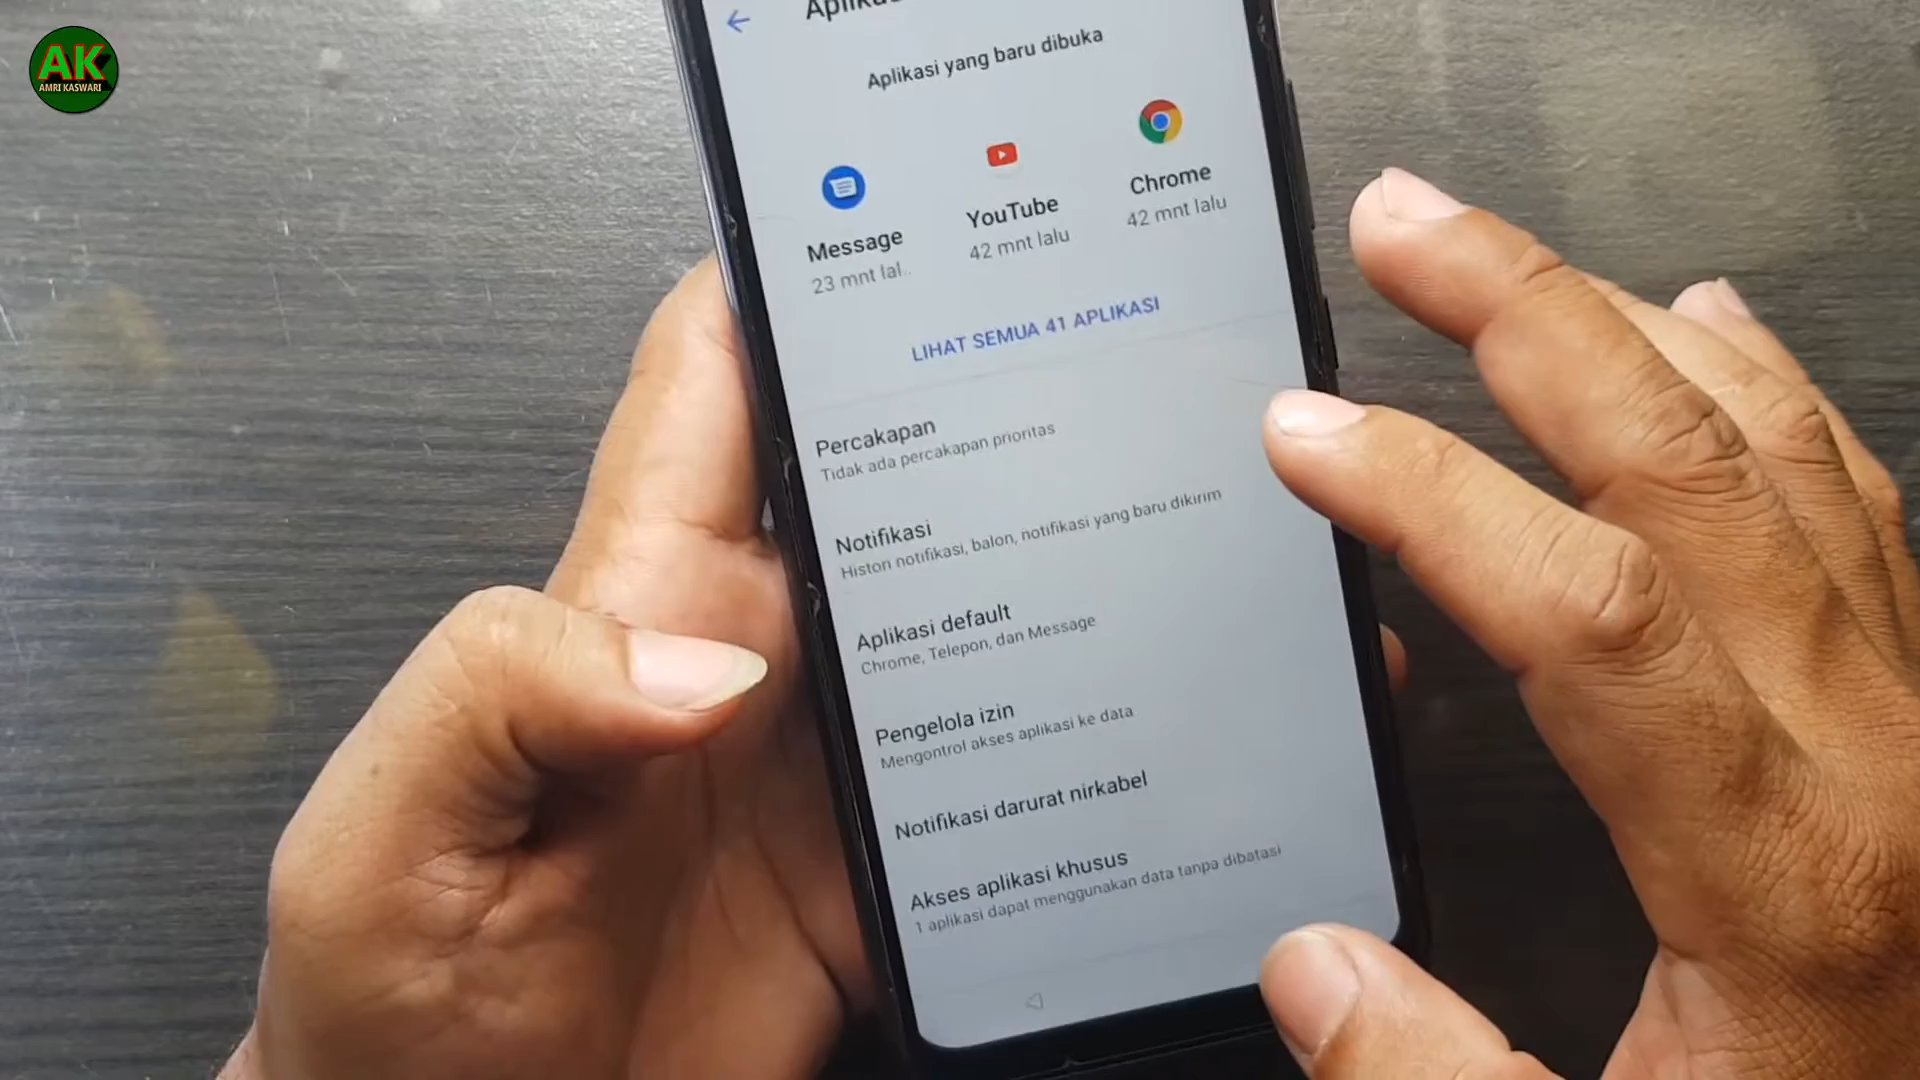 AK
AMRI KASWARI
Aplikasi yang baru dibuka
Message
23 mnt lal..
YouTube
42 mnt lalu
Chrome
42 mnt lalu
LIHAT SEMUA 41 APLIKASI
Percakapan
Tidak ada percakapan prioritas
Notifikasi
Histori notifikasi, balon, notifikasi yang baru dikirim
Aplikasi default
Chrome, Telepon, dan Message
Pengelola izin
Mengontrol akses aplikasi ke data
Notifikasi darurat nirkabel
Akses aplikasi khusus
1 aplikasi dapat menggunakan data tanpa dibatasi